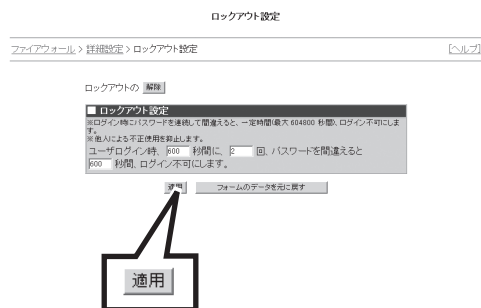 ロックアウト設定
ファイアウォール > 詳細設定 > ロックアウト設定 [ヘルプ]
ロックアウトの 解除
■ ロックアウト設定
※ログイン時にパスワードを連続して間違えると、一定時間(最大 604800 秒間)、ログイン不可にしま
す。
※他人による不正使用を抑止します。
ユーザログイン時、 600 秒間に、 2 回、パスワードを間違えると
600 秒間、ログイン不可にします。
適用 フォームのデータを元に戻す
適用